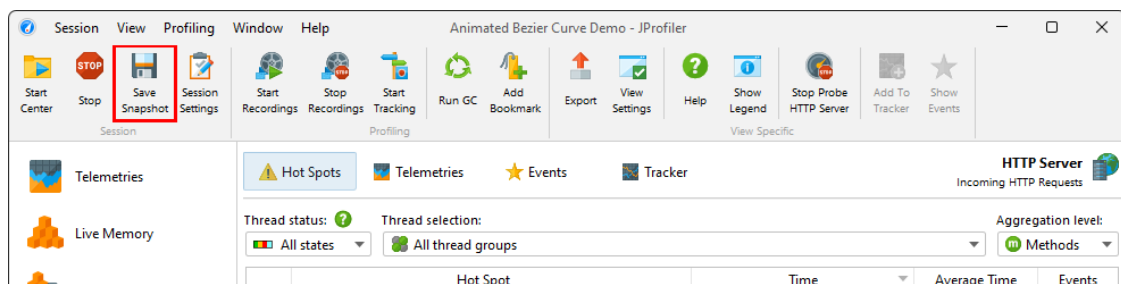 Session View Profiling Window Help Animated Bezier Curve Demo - JProfiler
Start Center
STOP
Stop
Save Snapshot
Session Settings
Start Recordings
STOP
Stop Recordings
Start Tracking
Run GC
Add Bookmark
Export
View Settings
Help
Show Legend
STOP
Stop Probe HTTP Server
Add To Tracker
Show Events
Session
Profiling
View Specific
Telemetries
Live Memory
Hot Spots
Telemetries
Events
Tracker
HTTP Server
Incoming HTTP Requests
Thread status: ?
Thread selection:
Aggregation level:
All states
All thread groups
m Methods
Hot Spot
Time
Average Time
Events